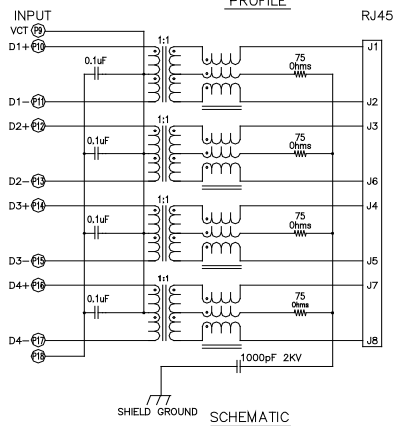 PROFILE
INPUT
RJ45
VCT P9
1:1
D1+ P10
J1
0.1uF
75
Ohms
D1- P11
J2
1:1
D2+ P12
J3
0.1uF
75
Ohms
D2- P13
J6
1:1
D3+ P14
J4
0.1uF
75
Ohms
D3- P15
J5
1:1
D4+ P16
J7
0.1uF
75
Ohms
D4- P17
J8
P18
1000pF 2KV
SHIELD GROUND
SCHEMATIC